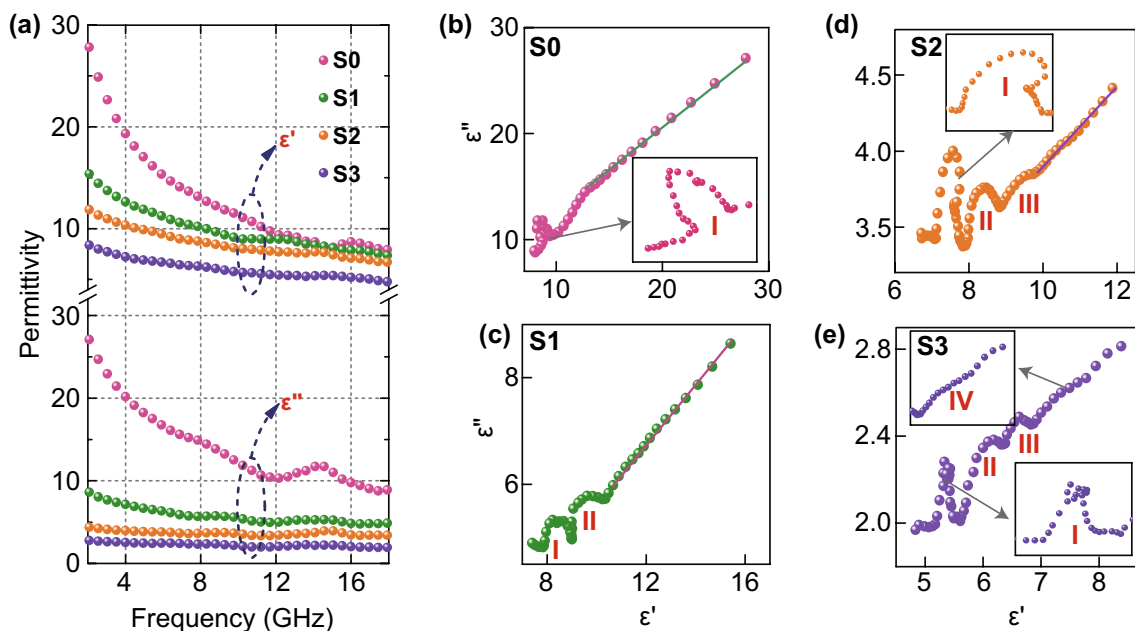 (a)
S0
S1
S2
S3
ε'
ε"
30
20
10
30
20
10
0
4 8 12 16
Permittivity
Frequency (GHz)
(b)
S0
I
30
20
10
10 20 30
ε"
(c)
S1
I
II
8
6
8 12 16
ε"
ε'
(d)
S2
I
II
III
4.5
4.0
3.5
6 8 10 12
(e)
S3
IV
III
II
I
2.8
2.4
2.0
5 6 7 8
ε'